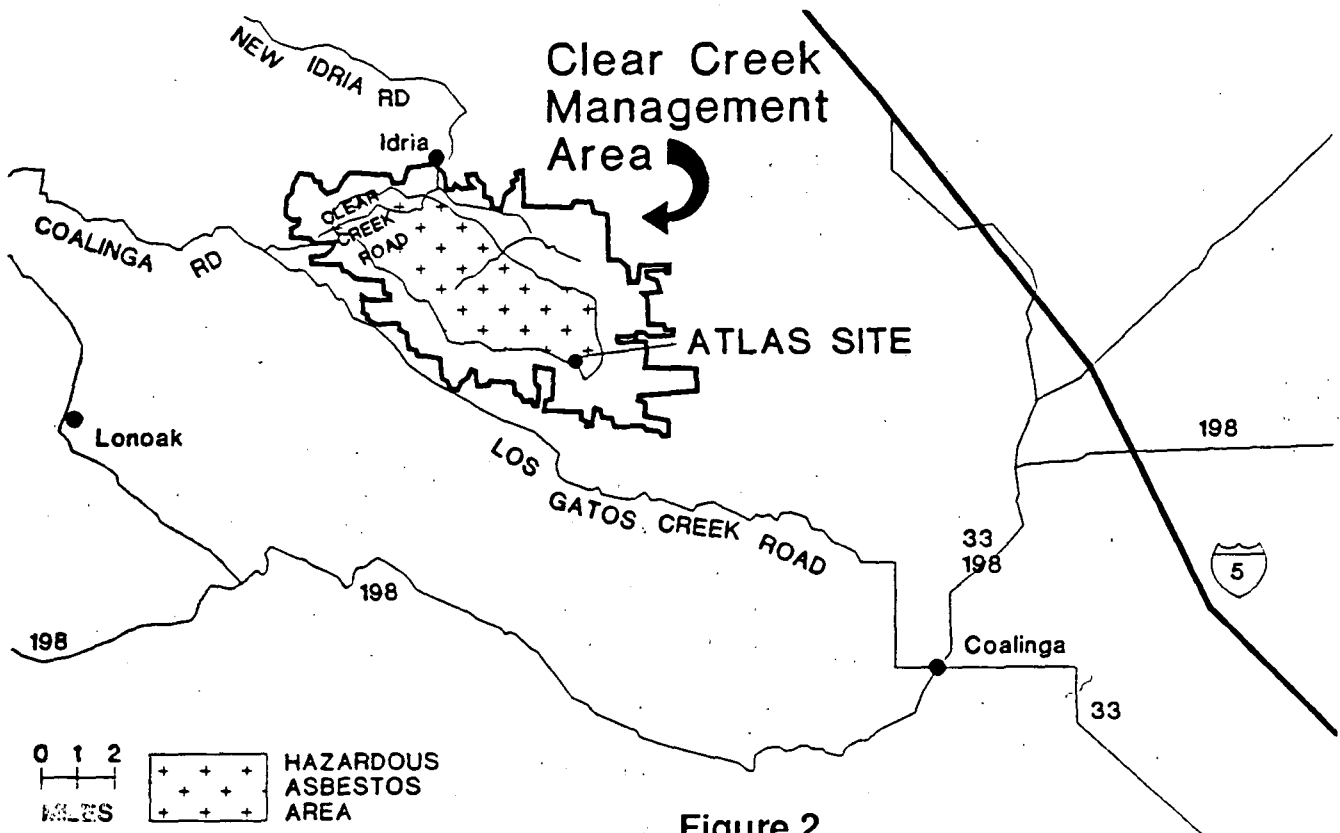 NEW IDRIA RD
Clear Creek
Management
Area
Idria
CLEAR
CREEK
ROAD
COALINGA RD
ATLAS SITE
Lonoak
LOS GATOS CREEK ROAD
198
33
198
5
198
198
Coalinga
33
0 1 2
MILES
HAZARDOUS
ASBESTOS
AREA
Figure 2